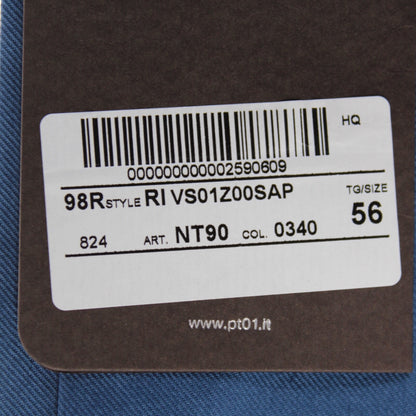 HQ
000000000002590609
98R STYLE RI VS01Z00SAP TG/SIZE
824 ART. NT90 COL. 0340 56
www.pt01.it